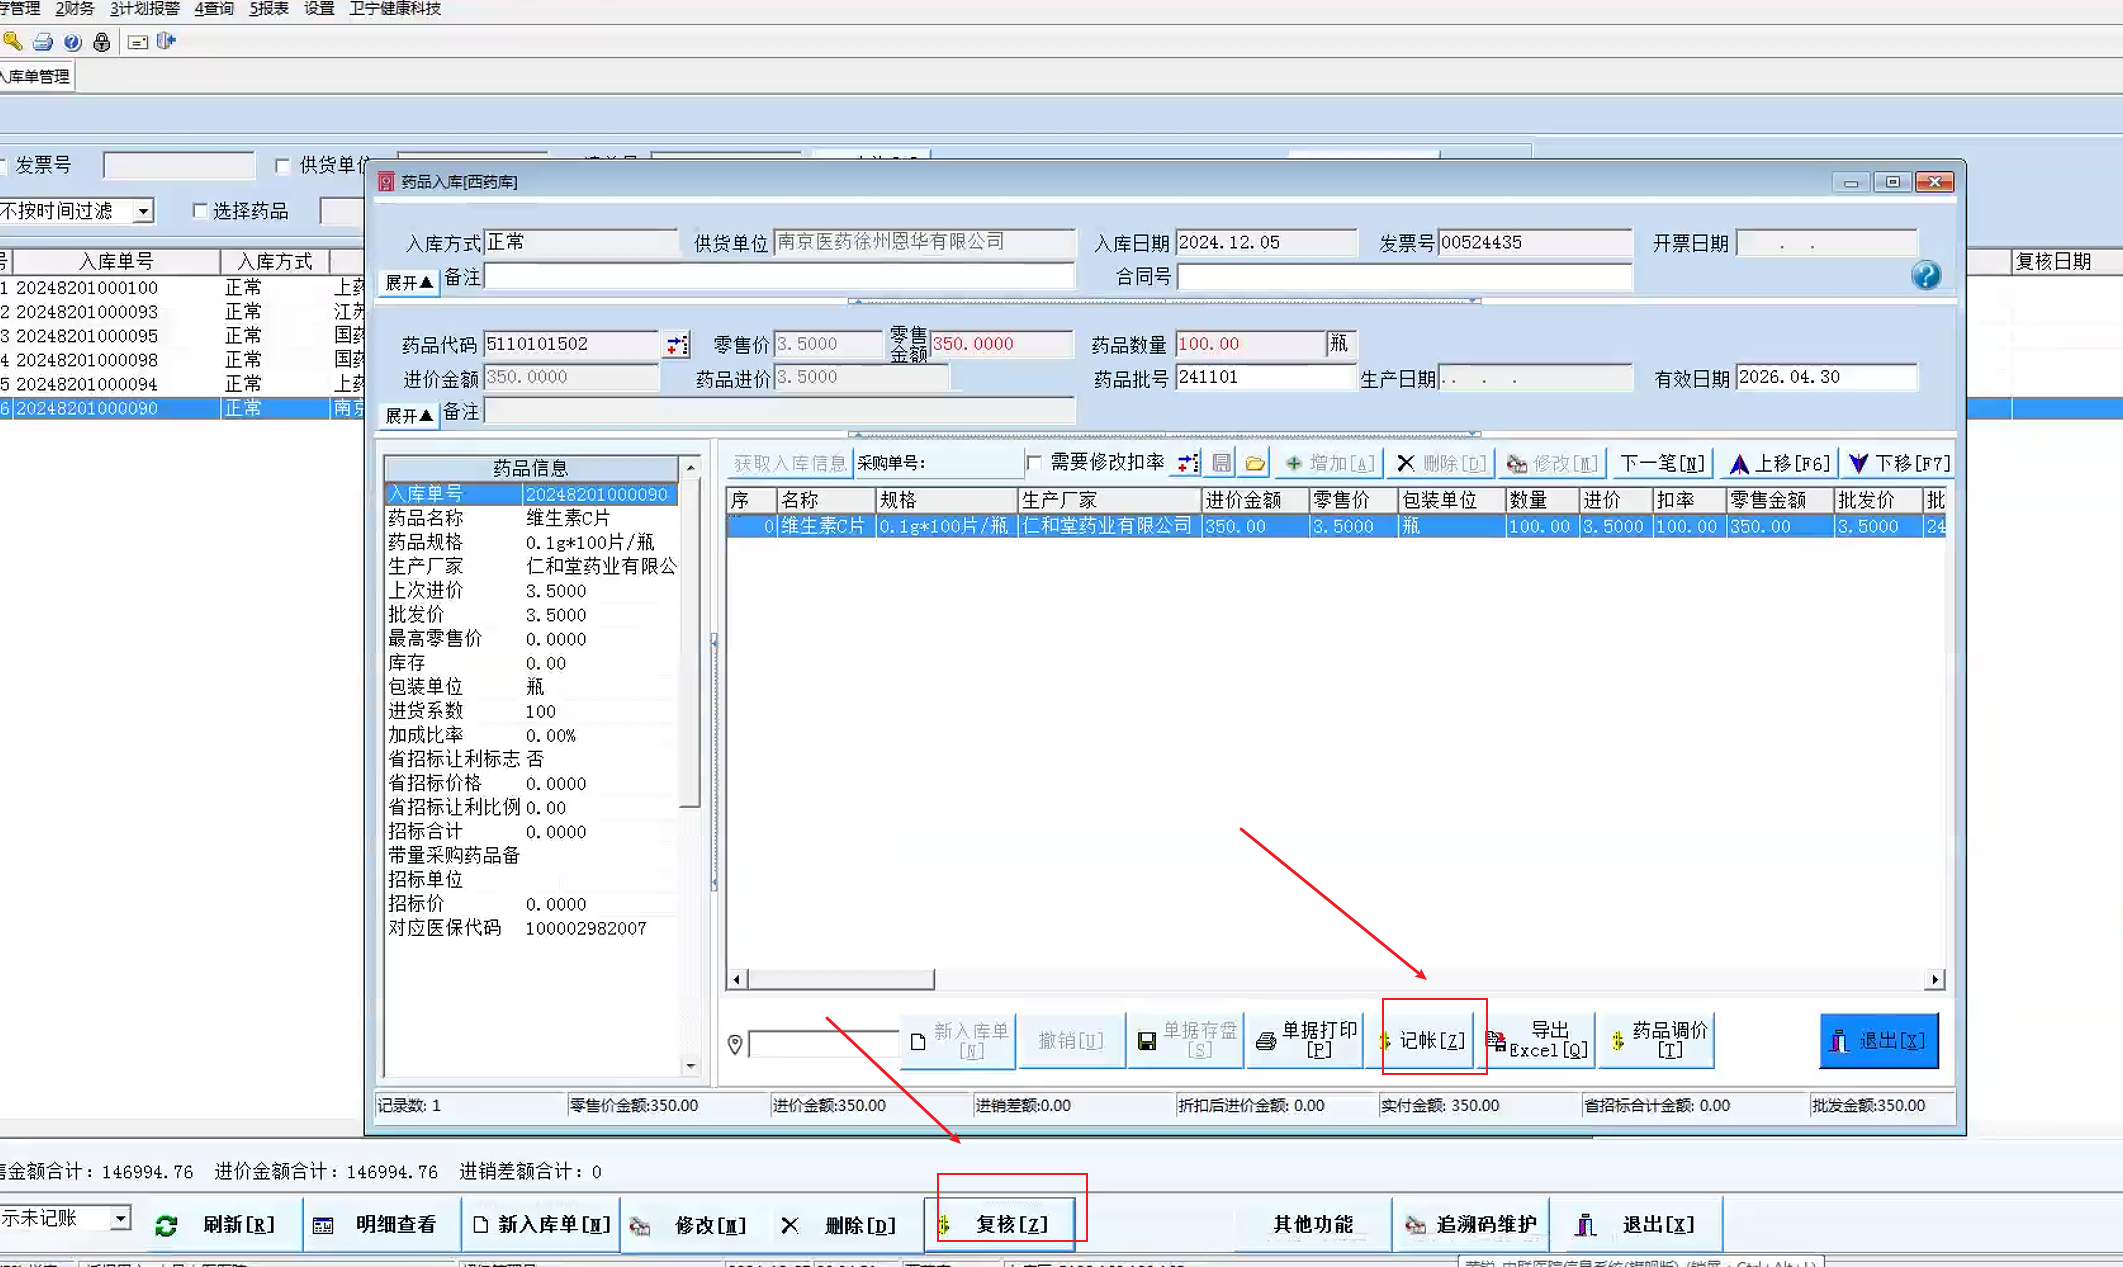 存管理 2财务 3计划报警 4查询 5报表 设置 卫宁健康科技
入库单管理
发票号 供货单位
不按时间过滤 选择药品
号 入库单号 入库方式 复核日期
1 20248201000100 正常 上药
2 20248201000093 正常 江苏
3 20248201000095 正常 国药
4 20248201000098 正常 国药
5 20248201000094 正常 上药
6 20248201000090 正常 南京
药品入库[西药库]
入库方式 正常 供货单位 南京医药徐州恩华有限公司 入库日期 2024.12.05 发票号 00524435 开票日期 . .
展开▲ 备注 合同号
药品代码 5110101502 零售价 3.5000 零售金额 350.0000 药品数量 100.00 瓶
进价金额 350.0000 药品进价 3.5000 药品批号 241101 生产日期 .. . . 有效日期 2026.04.30
展开▲ 备注
药品信息
入库单号 20248201000090
药品名称 维生素C片
药品规格 0.1g*100片/瓶
生产厂家 仁和堂药业有限公
上次进价 3.5000
批发价 3.5000
最高零售价 0.0000
库存 0.00
包装单位 瓶
进货系数 100
加成比率 0.00%
省招标让利标志 否
省招标价格 0.0000
省招标让利比例 0.00
招标合计 0.0000
带量采购药品备
招标单位
招标价 0.0000
对应医保代码 100002982007
获取入库信息 采购单号: 需要修改扣率 增加[A] 删除[D] 修改[M] 下一笔[N] 上移[F6] 下移[F7]
序 名称 规格 生产厂家 进价金额 零售价 包装单位 数量 进价 扣率 零售金额 批发价 批
0 维生素C片 0.1g*100片/瓶 仁和堂药业有限公司 350.00 3.5000 瓶 100.00 3.5000 100.00 350.00 3.5000 24
新入库单[N] 撤销[U] 单据存盘[S] 单据打印[P] 记帐[Z] 导出Excel[Q] 药品调价[T] 退出[X]
记录数: 1 零售价金额:350.00 进价金额:350.00 进销差额:0.00 折扣后进价金额: 0.00 实付金额: 350.00 省招标合计金额: 0.00 批发金额:350.00
售金额合计: 146994.76 进价金额合计: 146994.76 进销差额合计: 0
示未记账 刷新[R] 明细查看 新入库单[N] 修改[M] 删除[D] 复核[Z] 其他功能 追溯码维护 退出[X]